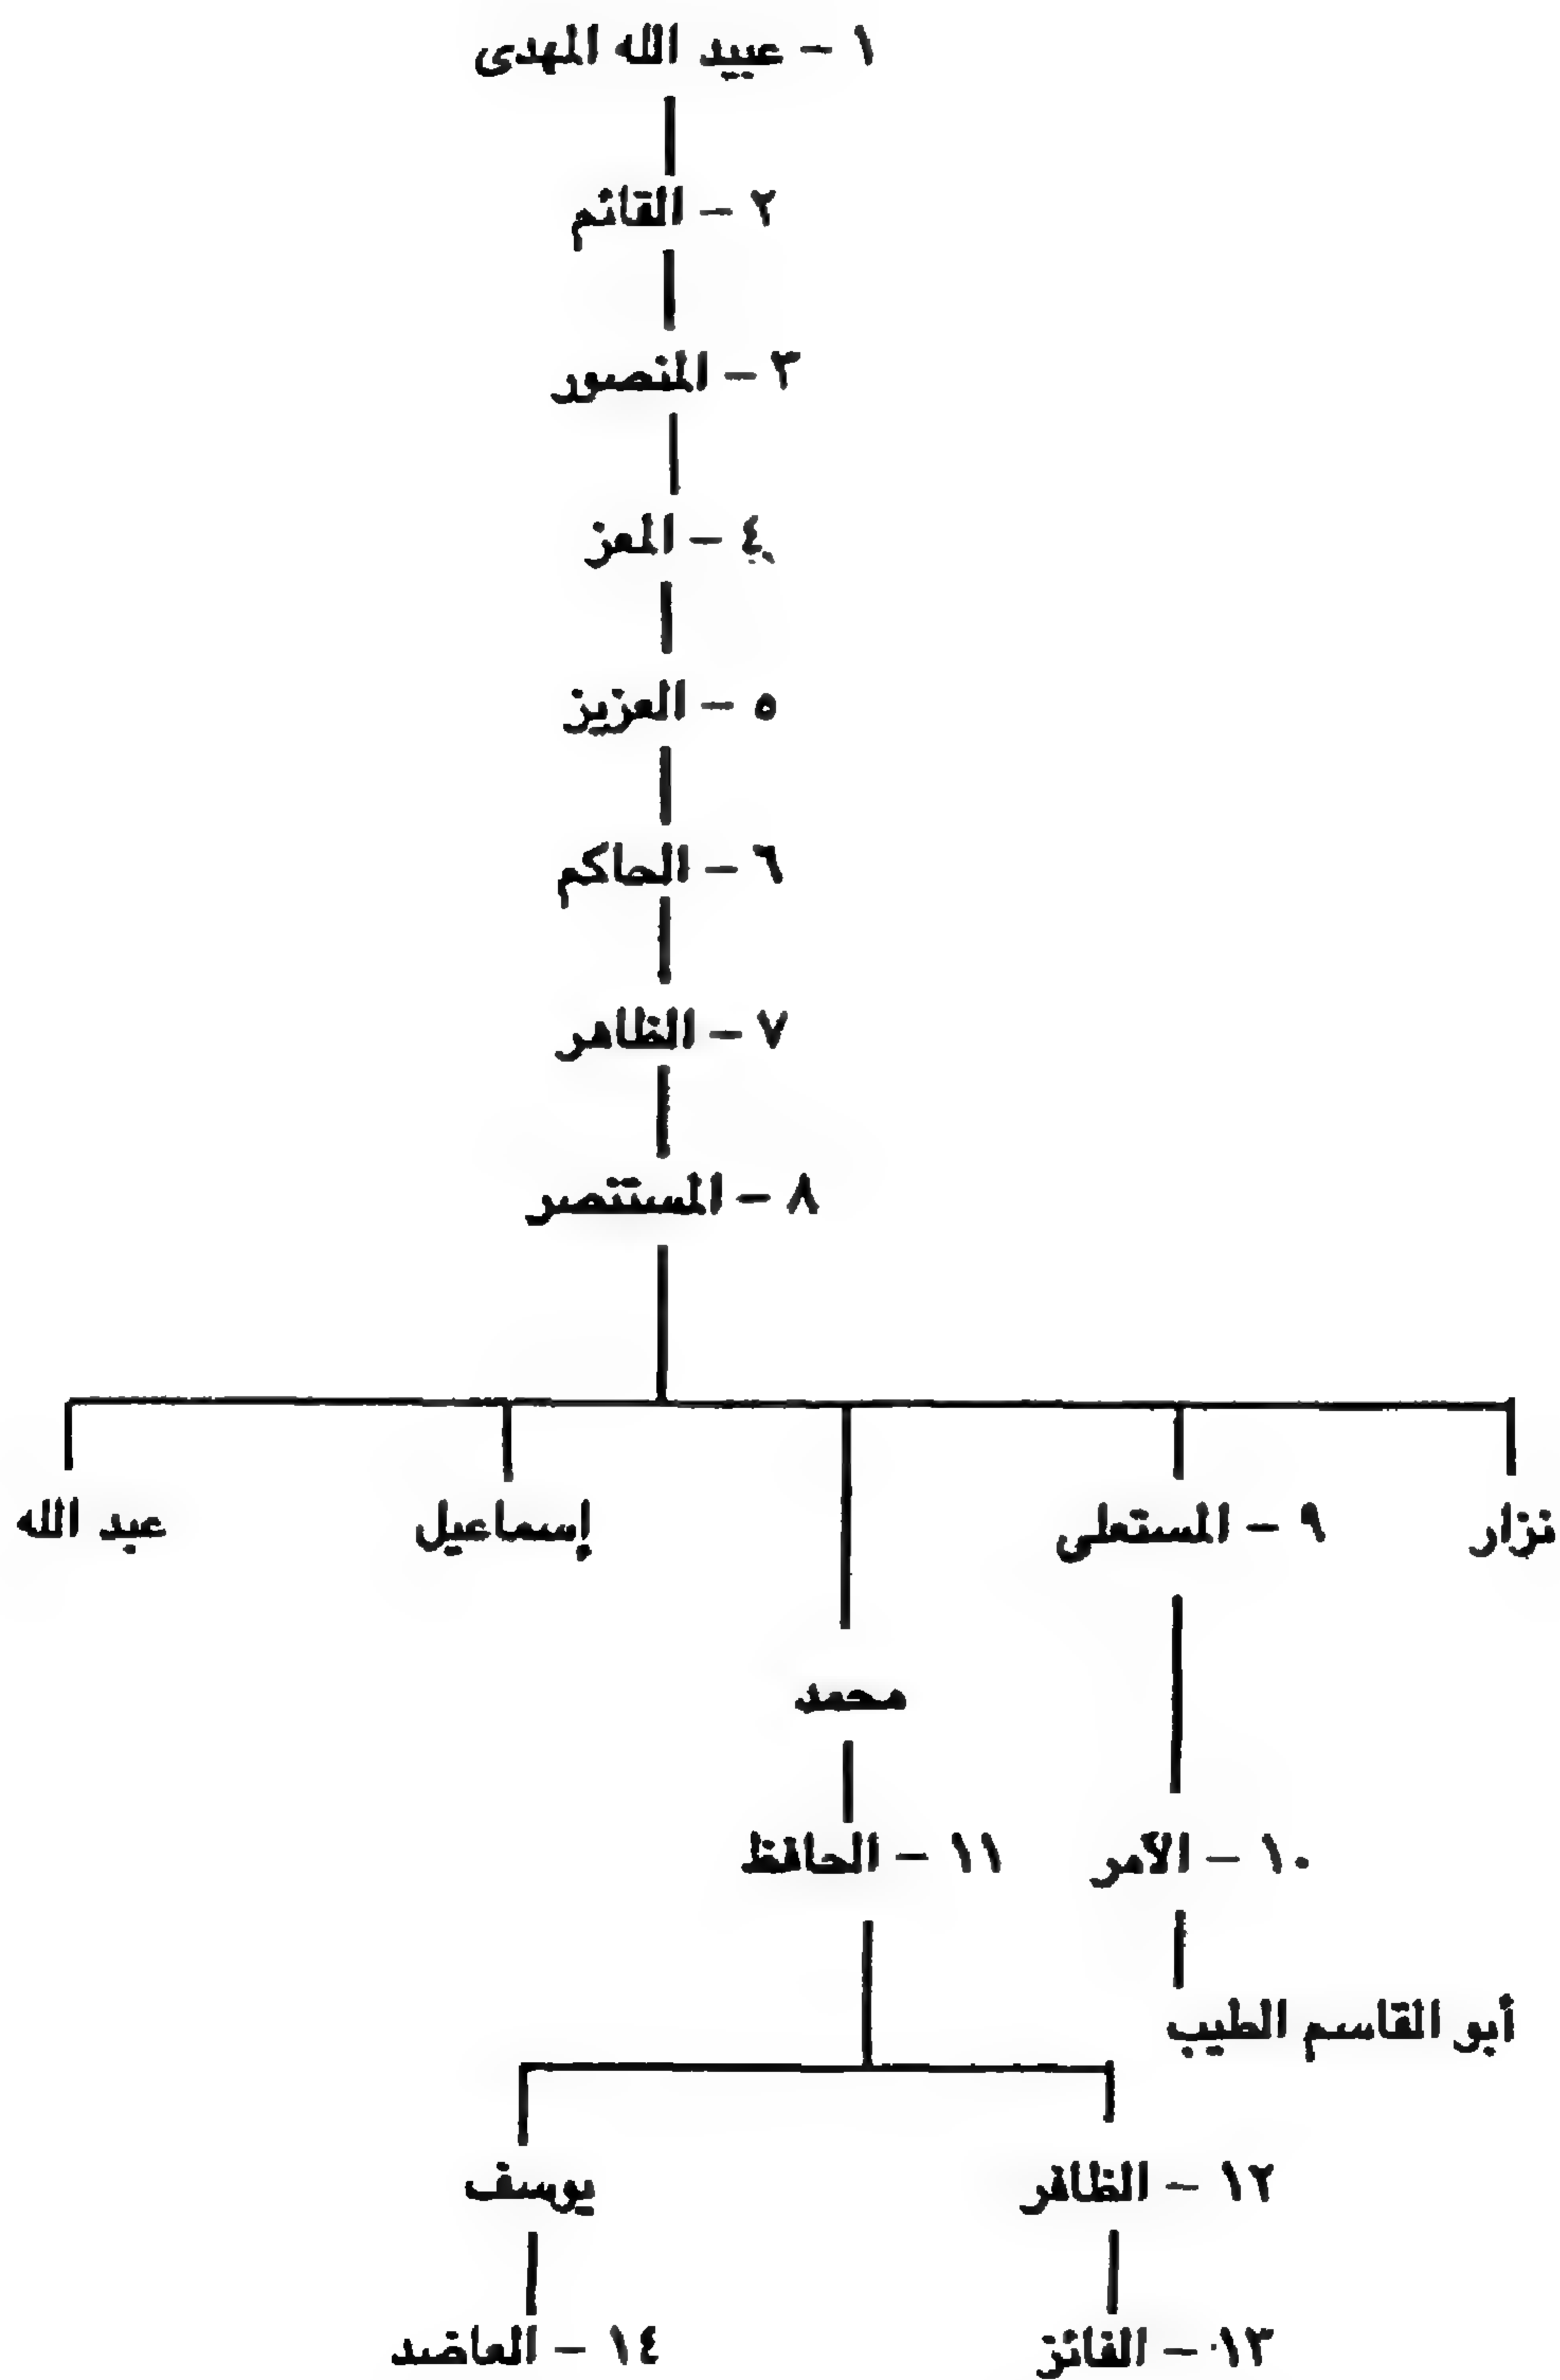 ١ - عبيد الله المهدى
٢ - القائم
٣ - المنصور
٤ - المعز
٥ - العزيز
٦ - الحاكم
٧ - الظاهر
٨ - المستنصر
نزار
٩ - المستعلى
إسماعيل
عبد الله
محمد
١٠ - الآمر
١١ - الحافظ
أبو القاسم الطيب
١٢ - الظافر
يوسف
١٣ - الفائز
١٤ - العاضد